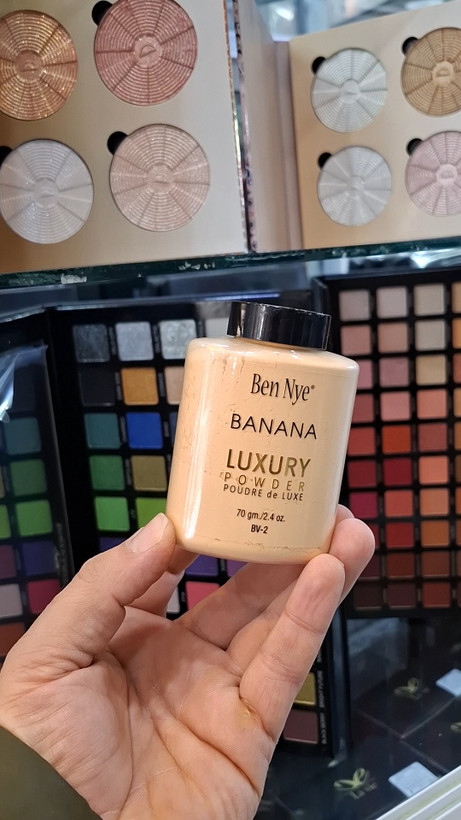 Ben Nye®
BANANA
LUXURY
POWDER
POUDRE de LUXE
70 gm./2.4 oz.
BV-2